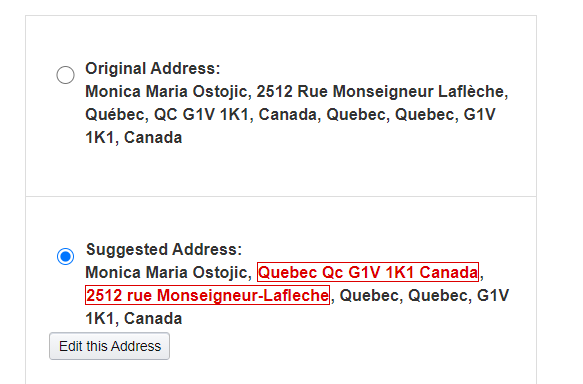 Original Address:
Monica Maria Ostojic, 2512 Rue Monseigneur Laflèche,
Québec, QC G1V 1K1, Canada, Quebec, Quebec, G1V
1K1, Canada
Suggested Address:
Monica Maria Ostojic, Quebec Qc G1V 1K1 Canada,
2512 rue Monseigneur-Lafleche, Quebec, Quebec, G1V
1K1, Canada
Edit this Address